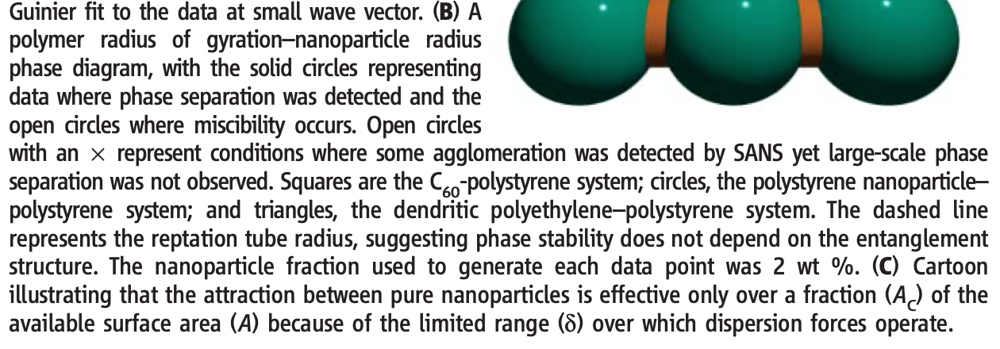 Guinier fit to the data at small wave vector. (B) A
polymer radius of gyration–nanoparticle radius
phase diagram, with the solid circles representing
data where phase separation was detected and the
open circles where miscibility occurs. Open circles
with an × represent conditions where some agglomeration was detected by SANS yet large-scale phase
separation was not observed. Squares are the C60-polystyrene system; circles, the polystyrene nanoparticle–
polystyrene system; and triangles, the dendritic polyethylene–polystyrene system. The dashed line
represents the reptation tube radius, suggesting phase stability does not depend on the entanglement
structure. The nanoparticle fraction used to generate each data point was 2 wt %. (C) Cartoon
illustrating that the attraction between pure nanoparticles is effective only over a fraction (AC) of the
available surface area (A) because of the limited range (δ) over which dispersion forces operate.